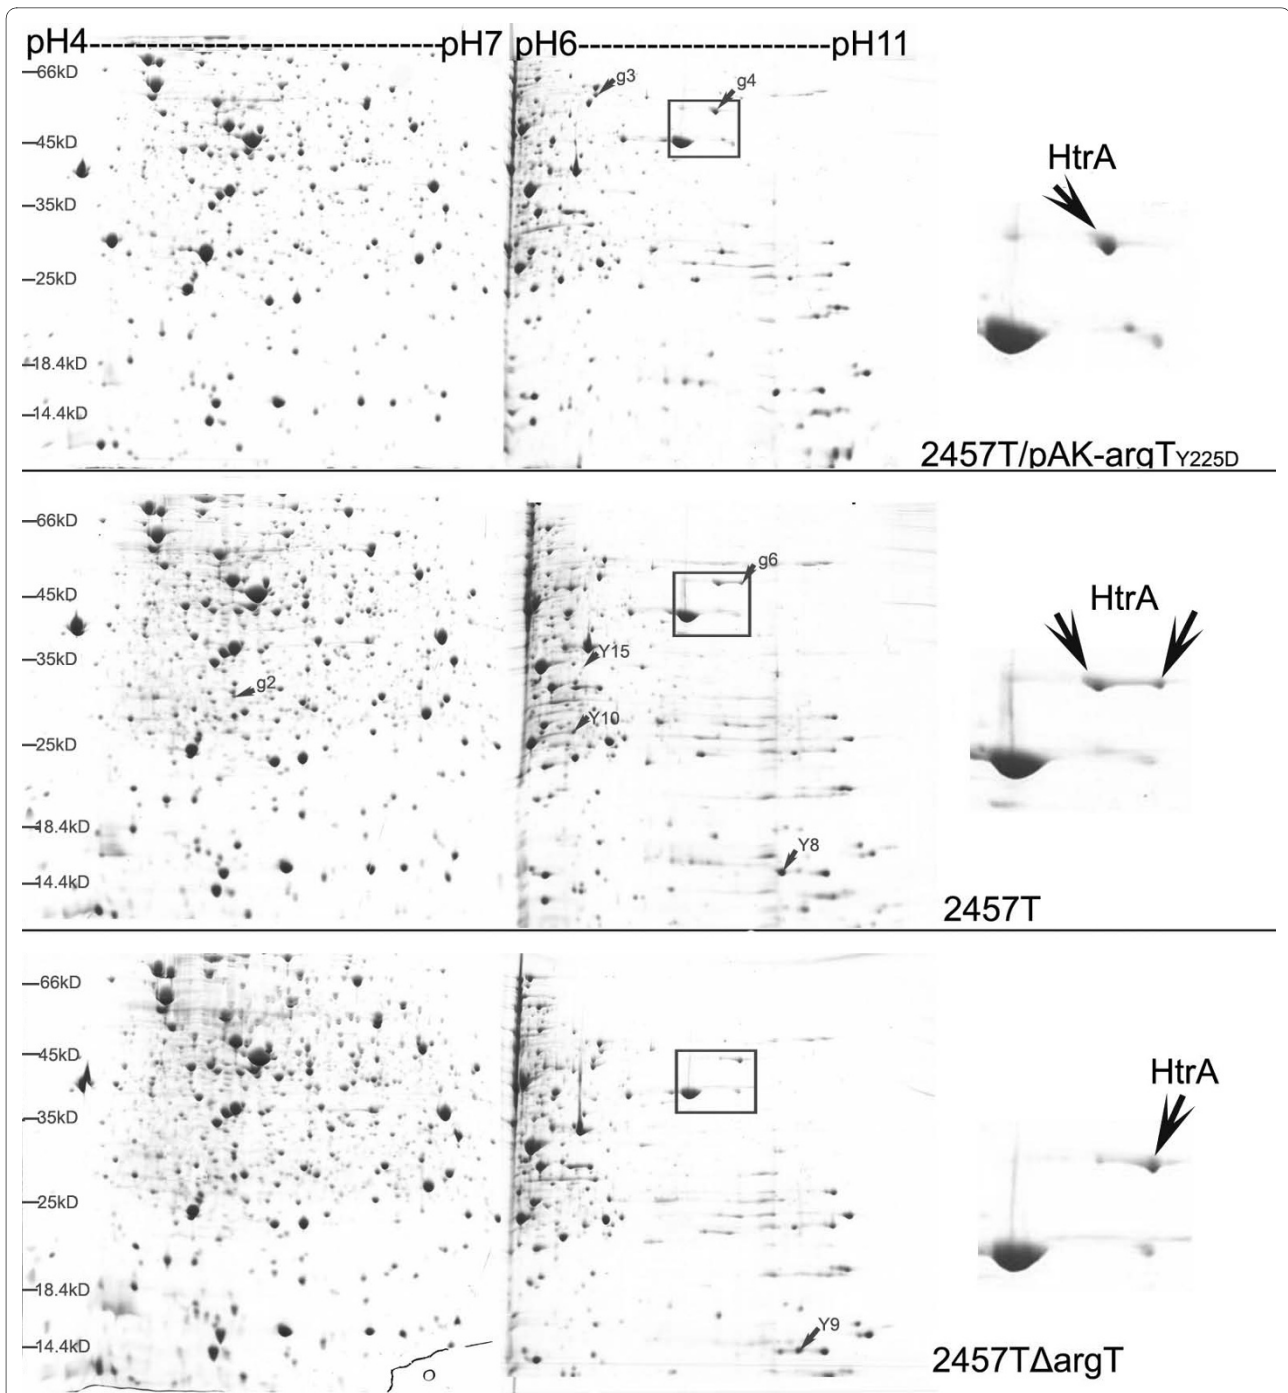 pH4 pH7 pH6 pH11
66kD
g3
g4
45kD
HtrA
35kD
25kD
18.4kD
14.4kD
2457T/pAK-argTY225D
66kD
g6
45kD
HtrA
35kD
Y15
g2
Y10
25kD
18.4kD
Y8
14.4kD
2457T
66kD
45kD
HtrA
35kD
25kD
18.4kD
Y9
14.4kD
2457TΔargT